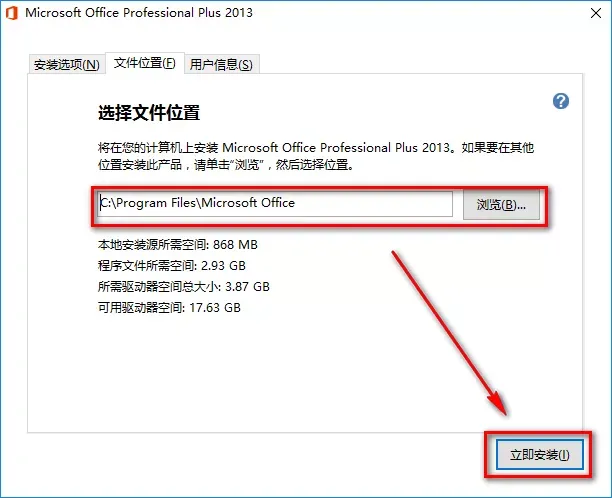 Microsoft Office Professional Plus 2013
安装选项(N) 文件位置(F) 用户信息(S)
选择文件位置
将在您的计算机上安装 Microsoft Office Professional Plus 2013。如果要在其他
位置安装此产品，请单击“浏览”，然后选择位置。
C:\Program Files\Microsoft Office 浏览(B)...
本地安装源所需空间: 868 MB
程序文件所需空间: 2.93 GB
所需驱动器空间总大小: 3.87 GB
可用驱动器空间: 17.63 GB
立即安装(I)